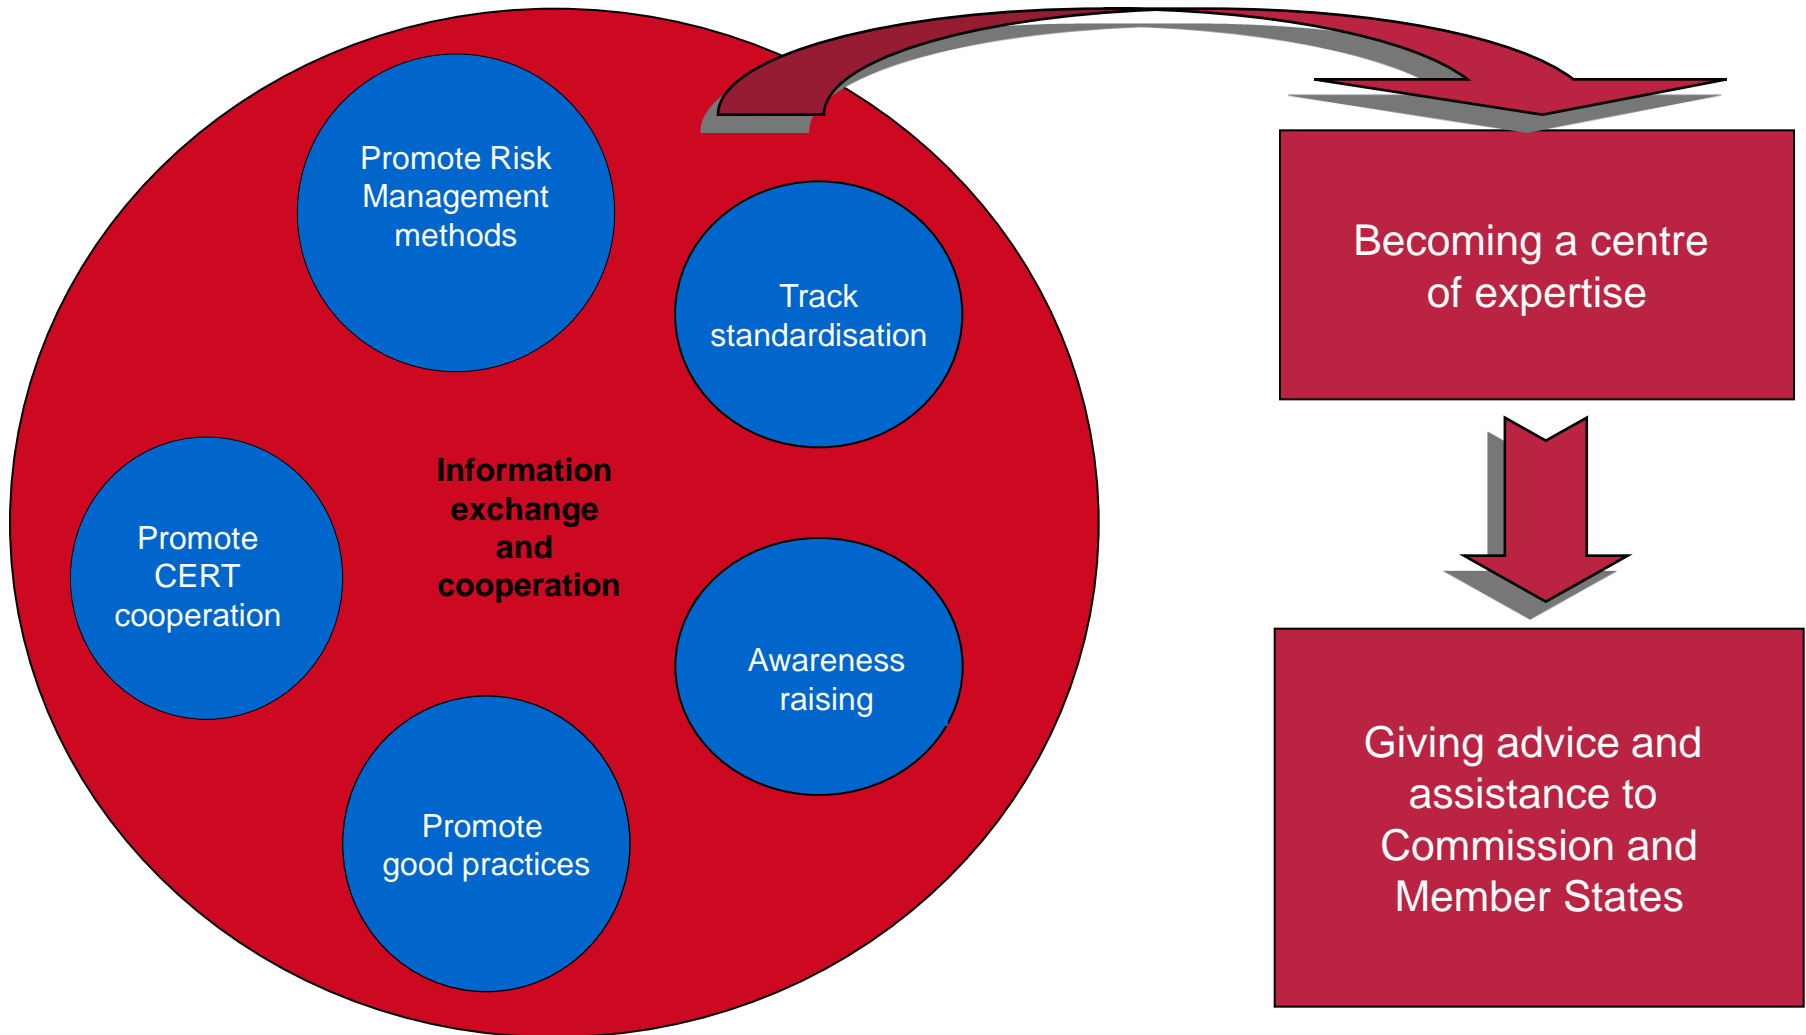 Promote Risk
Management
methods
Track
standardisation
Information
exchange
and
cooperation
Promote
CERT
cooperation
Awareness
raising
Promote
good practices
Becoming a centre
of expertise
Giving advice and
assistance to
Commission and
Member States